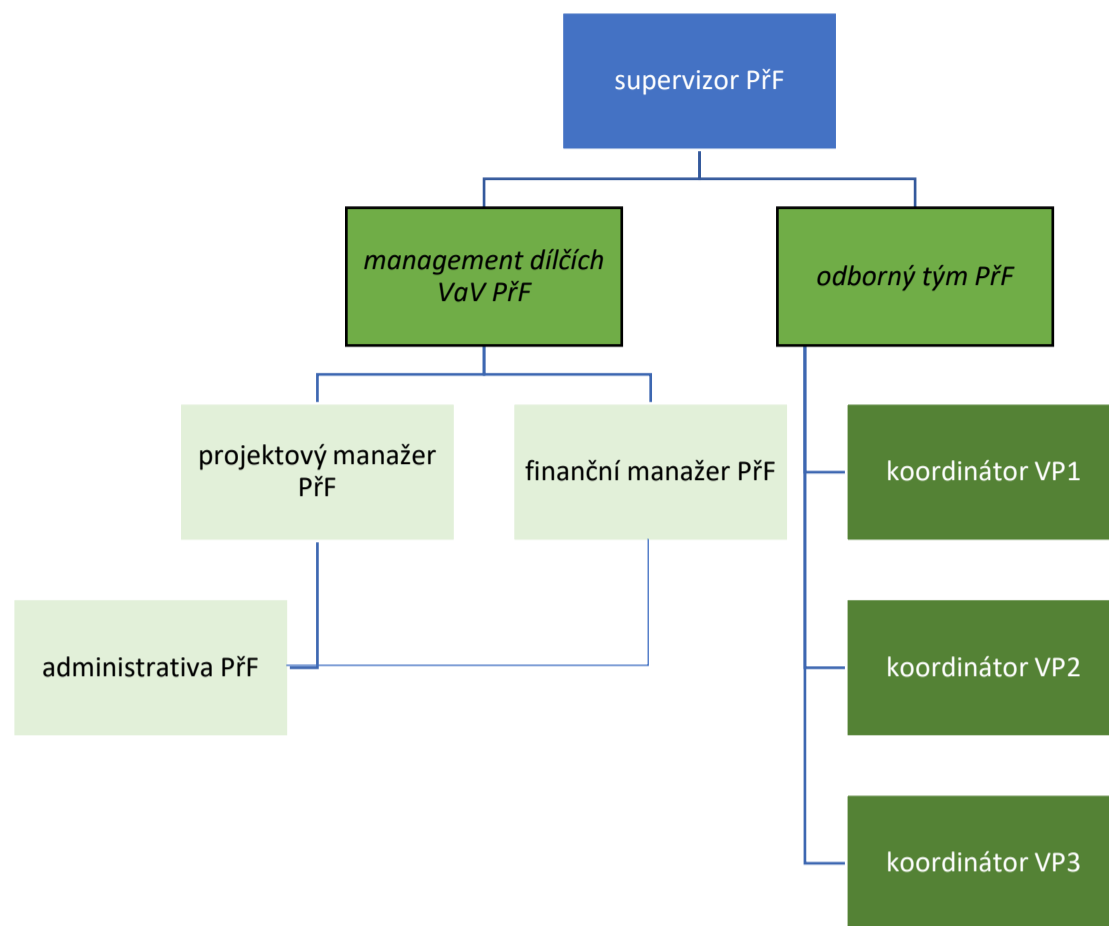 supervizor PřF
management dílčích
VaV PřF
odborný tým PřF
projektový manažer
PřF
finanční manažer PřF
koordinátor VP1
administrativa PřF
koordinátor VP2
koordinátor VP3